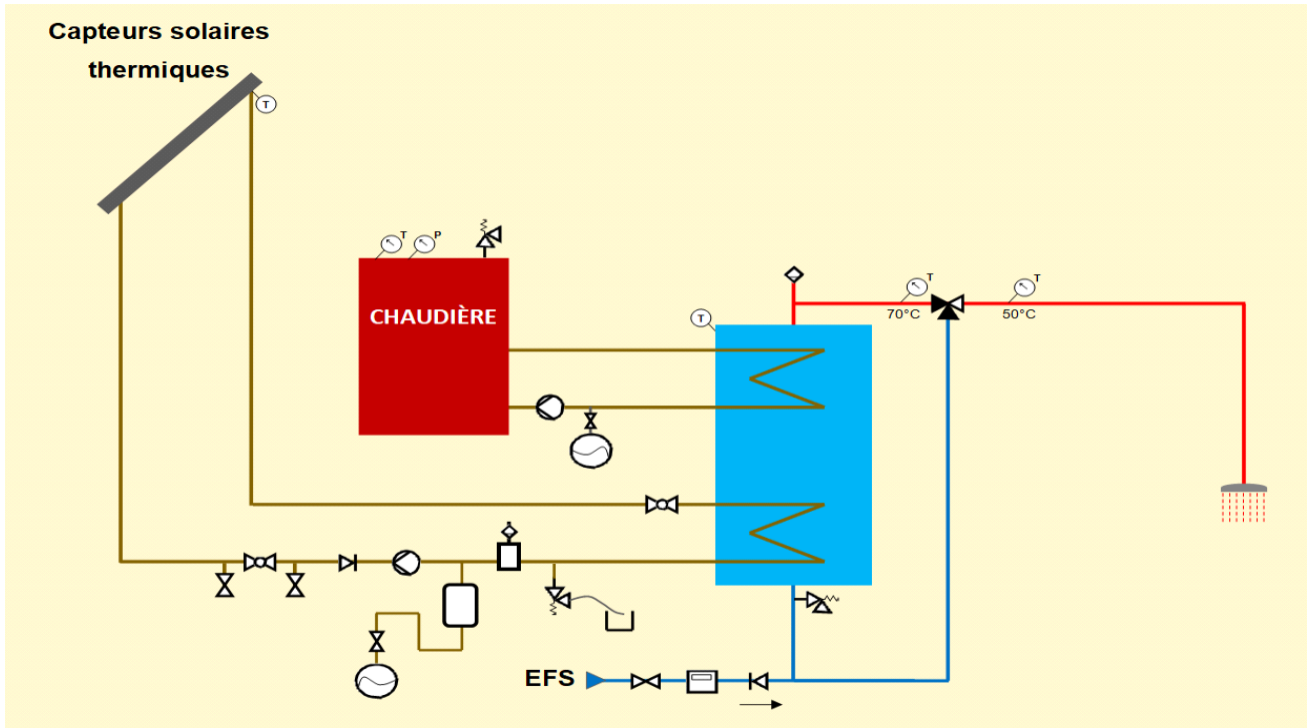 Capteurs solaires
thermiques
T
T
P
CHAUDIÈRE
T
T
T
70°C
50°C
EFS